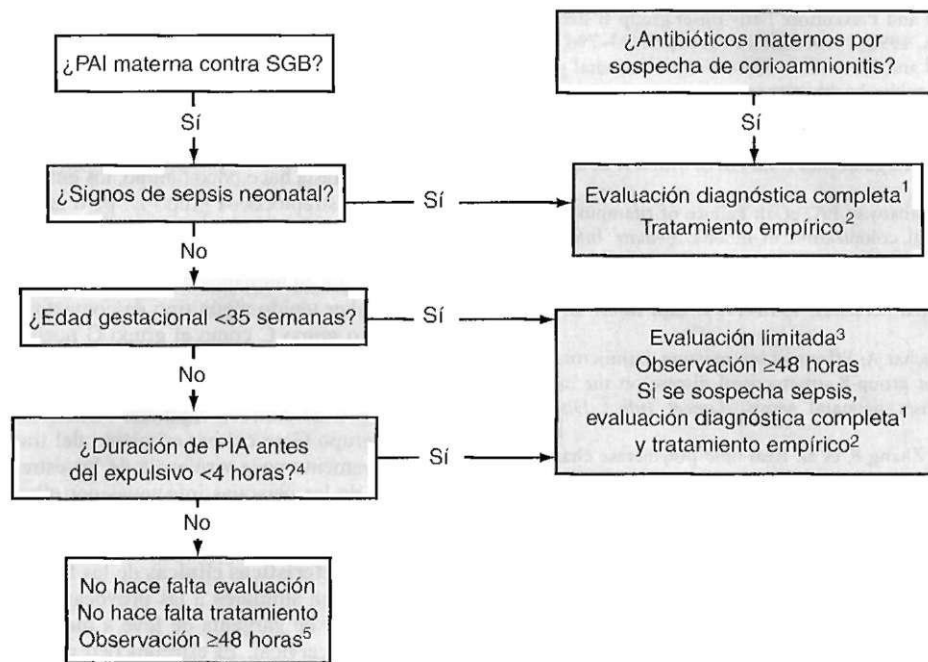 ¿PAI materna contra SGB?
¿Antibióticos maternos por
sospecha de corioamnionitis?
Sí
Sí
¿Signos de sepsis neonatal?
Sí
Evaluación diagnóstica completa¹
Tratamiento empírico²
No
¿Edad gestacional <35 semanas?
Sí
Evaluación limitada³
Observación ≥48 horas
Si se sospecha sepsis,
evaluación diagnóstica completa¹
y tratamiento empírico²
No
¿Duración de PIA antes
del expulsivo <4 horas?⁴
Sí
No
No hace falta evaluación
No hace falta tratamiento
Observación ≥48 horas⁵